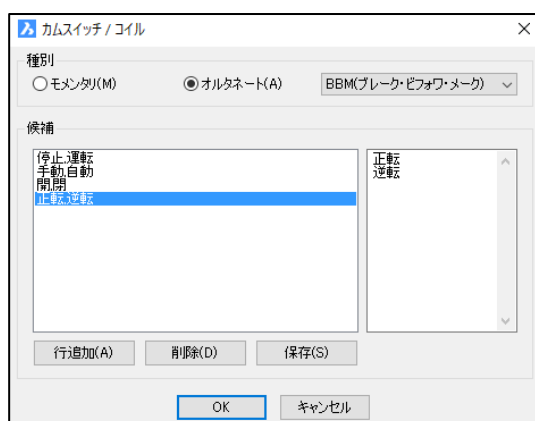 カムスイッチ / コイル
種別
モメンタリ(M)
オルタネート(A)
BBM(ブレーク・ビフォワ・メーク)
候補
停止,運転
手動,自動
開,閉
正転,逆転
正転
逆転
行追加(A)
削除(D)
保存(S)
OK
キャンセル